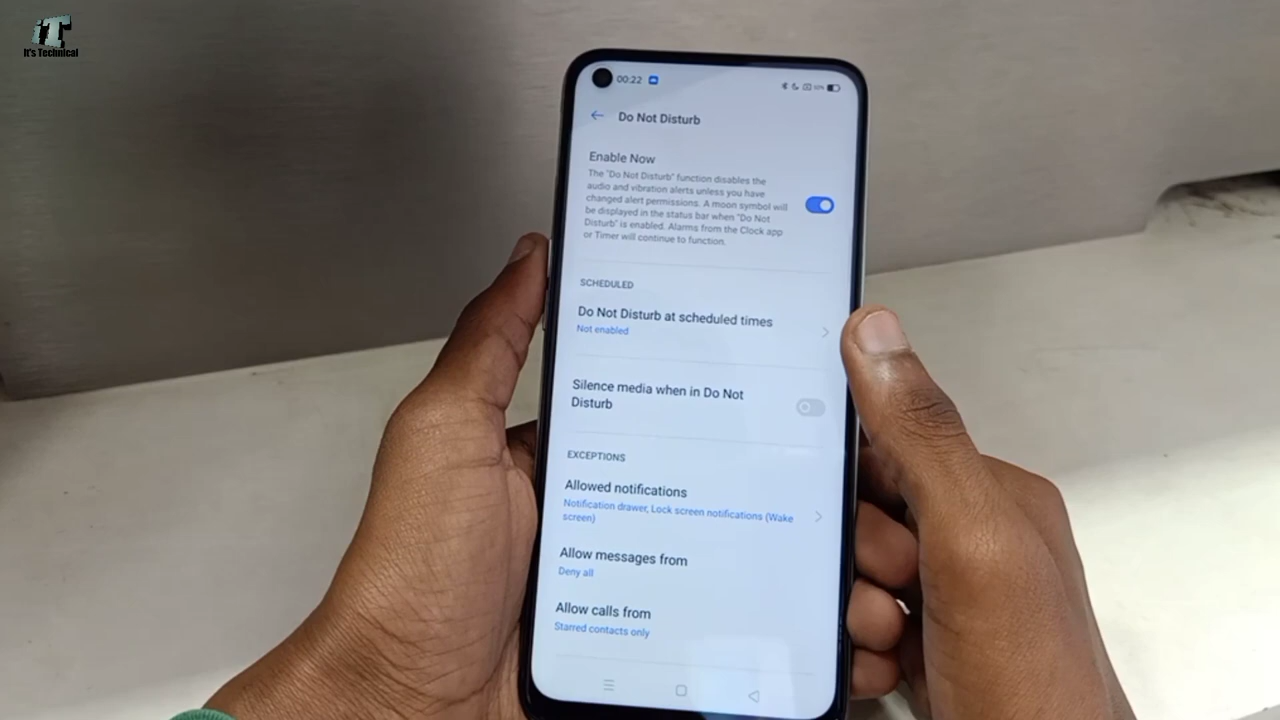 iT
It's Technical
00:22
Do Not Disturb
Enable Now
The "Do Not Disturb" function disables the
audio and vibration alerts unless you have
changed alert permissions. A moon symbol will
be displayed in the status bar when "Do Not
Disturb" is enabled. Alarms from the Clock app
or Timer will continue to function.
SCHEDULED
Do Not Disturb at scheduled times
Not enabled
Silence media when in Do Not
Disturb
EXCEPTIONS
Allowed notifications
Notification drawer, Lock screen notifications (Wake
screen)
Allow messages from
Deny all
Allow calls from
Starred contacts only